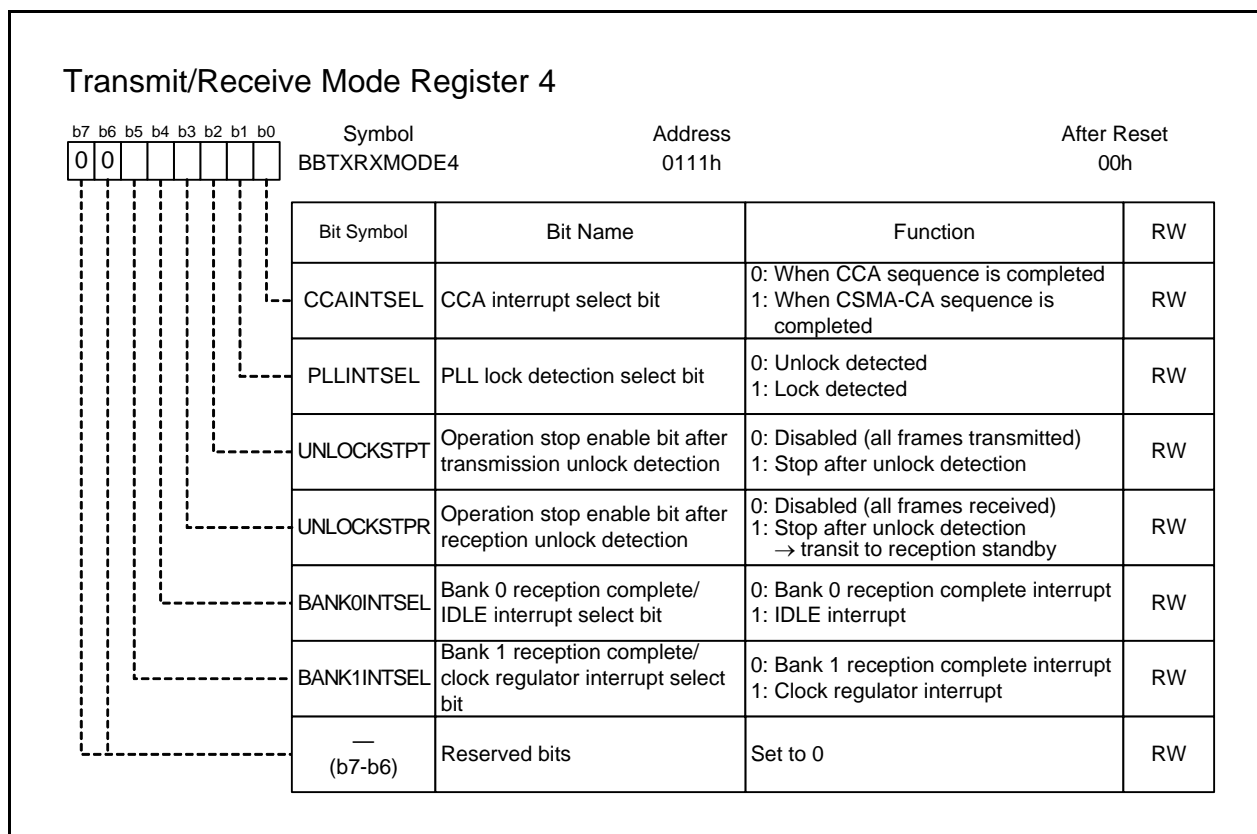 Transmit/Receive Mode Register 4
b7 b6 b5 b4 b3 b2 b1 b0
Symbol Address After Reset
0 0
BBTXRXMODE4 0111h 00h
Bit Symbol Bit Name Function RW
CCAINTSEL CCA interrupt select bit
0: When CCA sequence is completed
1: When CSMA-CA sequence is
completed
RW
PLLINTSEL PLL lock detection select bit
0: Unlock detected
1: Lock detected
RW
UNLOCKSTPT
Operation stop enable bit after
transmission unlock detection
0: Disabled (all frames transmitted)
1: Stop after unlock detection
RW
UNLOCKSTPR
Operation stop enable bit after
reception unlock detection
0: Disabled (all frames received)
1: Stop after unlock detection
→ transit to reception standby
RW
BANK0INTSEL
Bank 0 reception complete/
IDLE interrupt select bit
0: Bank 0 reception complete interrupt
1: IDLE interrupt
RW
BANK1INTSEL
Bank 1 reception complete/
clock regulator interrupt select
bit
0: Bank 1 reception complete interrupt
1: Clock regulator interrupt
RW
—
(b7-b6)
Reserved bits
Set to 0
RW